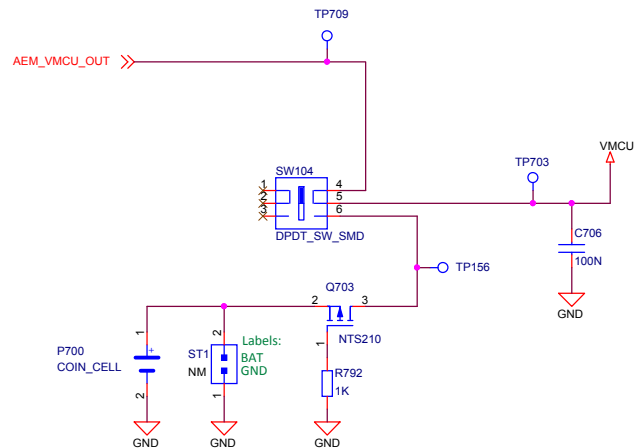 TP709
AEM_VMCU_OUT
VMCU
SW104
TP703
1 4
2 5
3 6
DPDT_SW_SMD
C706
100N
TP156
GND
Q703
2 3
NTS210
1
1 2 Labels:
P700 ST1 BAT
COIN_CELL NM GND
R792
1K
2 1
GND GND GND